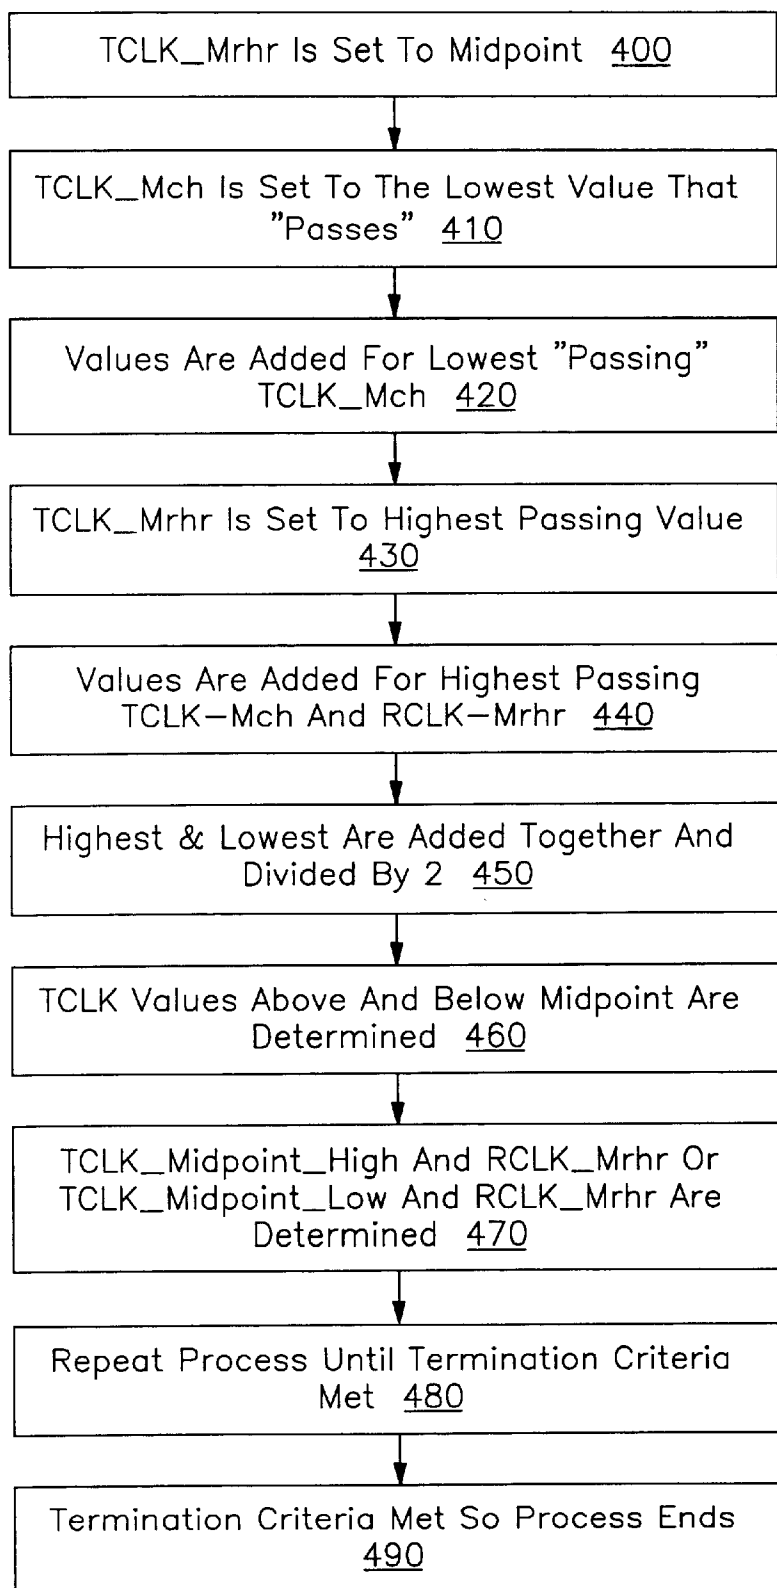 TCLK_Mrhr Is Set To Midpoint 400
TCLK_Mch Is Set To The Lowest Value That
"Passes" 410
Values Are Added For Lowest "Passing"
TCLK_Mch 420
TCLK_Mrhr Is Set To Highest Passing Value
430
Values Are Added For Highest Passing
TCLK-Mch And RCLK-Mrhr 440
Highest & Lowest Are Added Together And
Divided By 2 450
TCLK Values Above And Below Midpoint Are
Determined 460
TCLK_Midpoint_High And RCLK_Mrhr Or
TCLK_Midpoint_Low And RCLK_Mrhr Are
Determined 470
Repeat Process Until Termination Criteria
Met 480
Termination Criteria Met So Process Ends
490